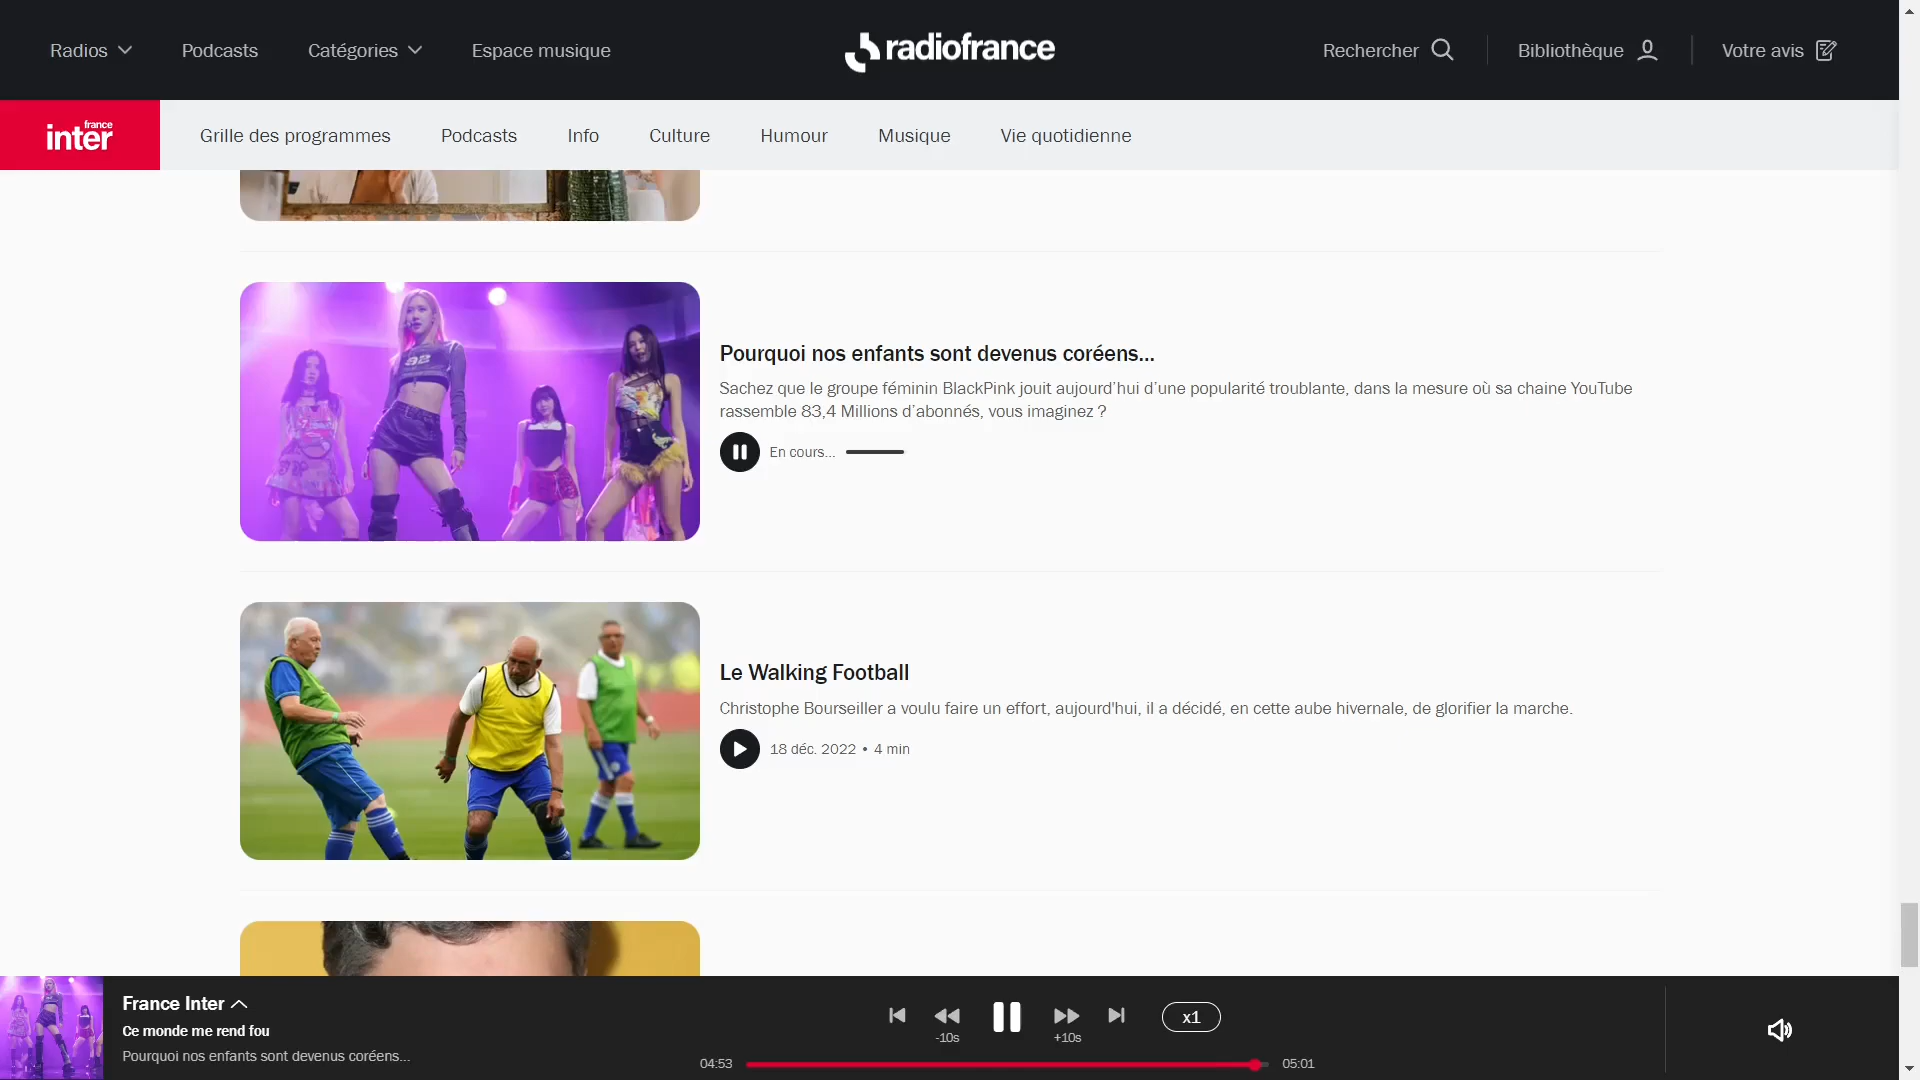 Radios
Podcasts
Catégories
Espace musique
radiofrance
Rechercher
Bibliothèque
Votre avis
france
inter
Grille des programmes
Podcasts
Info
Culture
Humour
Musique
Vie quotidienne
Pourquoi nos enfants sont devenus coréens...
Sachez que le groupe féminin BlackPink jouit aujourd’hui d’une popularité troublante, dans la mesure où sa chaine YouTube
rassemble 83,4 Millions d’abonnés, vous imaginez ?
En cours...
Le Walking Football
Christophe Bourseiller a voulu faire un effort, aujourd'hui, il a décidé, en cette aube hivernale, de glorifier la marche.
18 déc. 2022 • 4 min
France Inter
Ce monde me rend fou
Pourquoi nos enfants sont devenus coréens...
-10s
+10s
x1
04:53
05:01